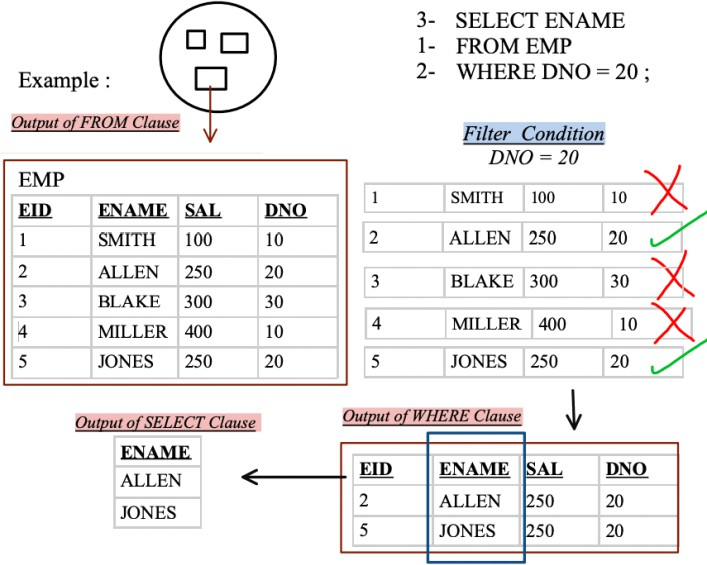 3- SELECT ENAME
1- FROM EMP
2- WHERE DNO = 20 ;
Example :
Output of FROM Clause
Filter Condition
DNO = 20
EMP
EID ENAME SAL DNO
1 SMITH 100 10
2 ALLEN 250 20
3 BLAKE 300 30
4 MILLER 400 10
5 JONES 250 20
1 SMITH 100 10
2 ALLEN 250 20
3 BLAKE 300 30
4 MILLER 400 10
5 JONES 250 20
Output of SELECT Clause
ENAME
ALLEN
JONES
Output of WHERE Clause
EID ENAME SAL DNO
2 ALLEN 250 20
5 JONES 250 20